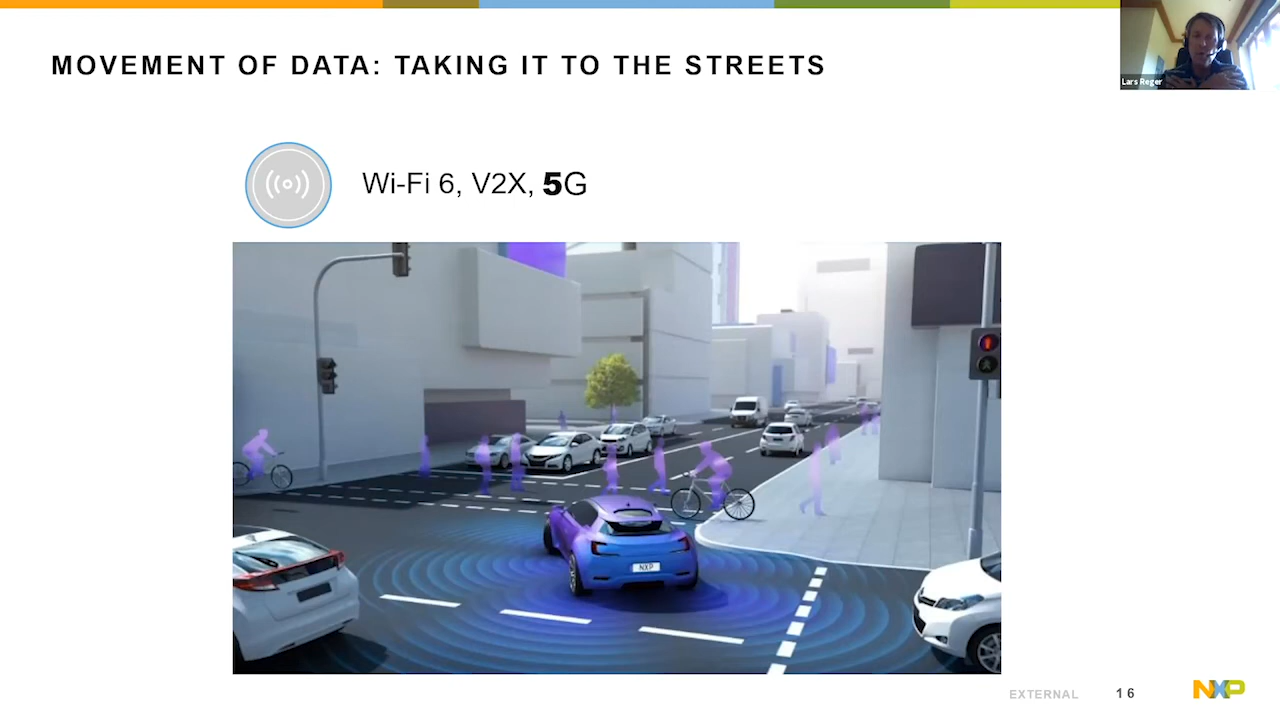 MOVEMENT OF DATA: TAKING IT TO THE STREETS
Lars Reger
Wi-Fi 6, V2X, 5G
NXP
EXTERNAL 16 NXP